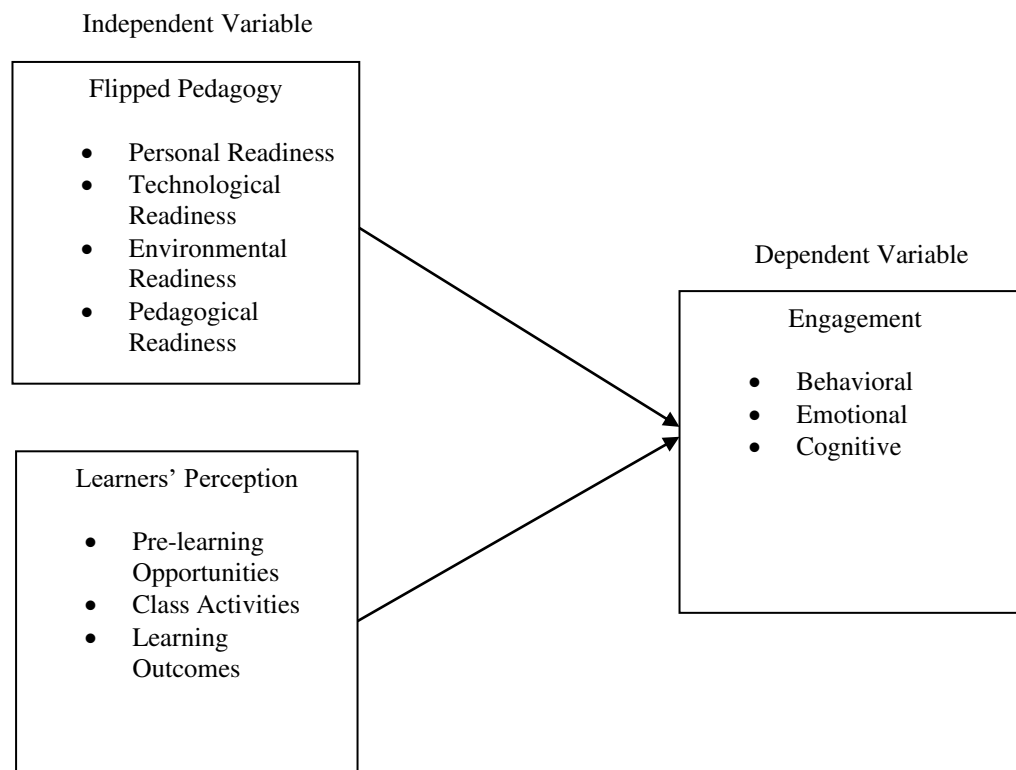 Independent Variable
Flipped Pedagogy
• Personal Readiness
• Technological
Readiness
• Environmental
Readiness
• Pedagogical
Readiness
Dependent Variable
Engagement
• Behavioral
• Emotional
• Cognitive
Learners’ Perception
• Pre-learning
Opportunities
• Class Activities
• Learning
Outcomes